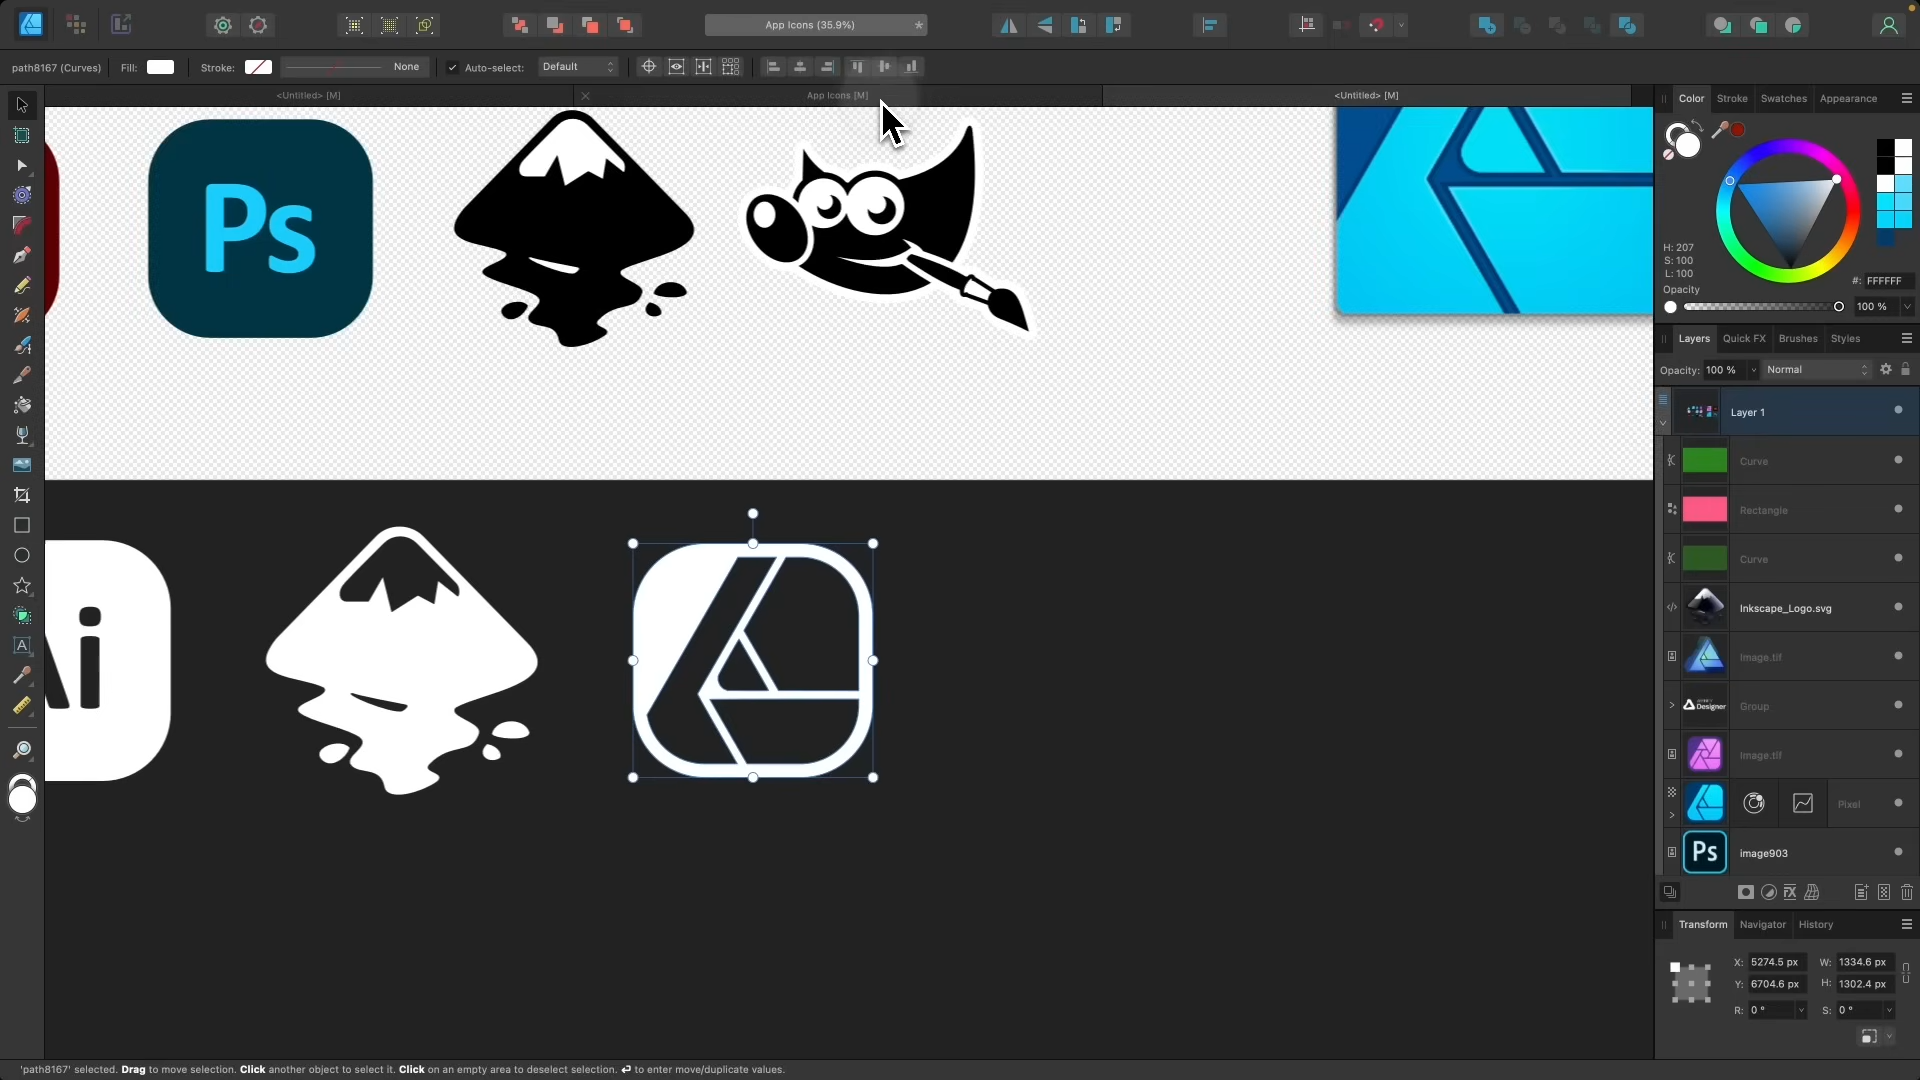 App Icons (35.9%)
*
path8167 (Curves)
Fill:
Stroke:
None
Auto-select:
Default
<Untitled> [M]
App Icons [M]
<Untitled> [M]
Color
Stroke
Swatches
Appearance
H: 207
S: 100
L: 100
#: FFFFFF
Opacity
100 %
Layers
Quick FX
Brushes
Styles
Opacity: 100 %
Normal
Layer 1
Curve
Rectangle
Curve
Inkscape_Logo.svg
Image.tif
Designer
Group
Image.tif
Pixel
Ps
image903
Transform
Navigator
History
X: 5274.5 px
W: 1334.6 px
Y: 6704.6 px
H: 1302.4 px
R: 0 °
S: 0 °
Ps
Ai
A
'path8167' selected. Drag to move selection. Click another object to select it. Click on an empty area to deselect selection. ⏎ to enter move/duplicate values.